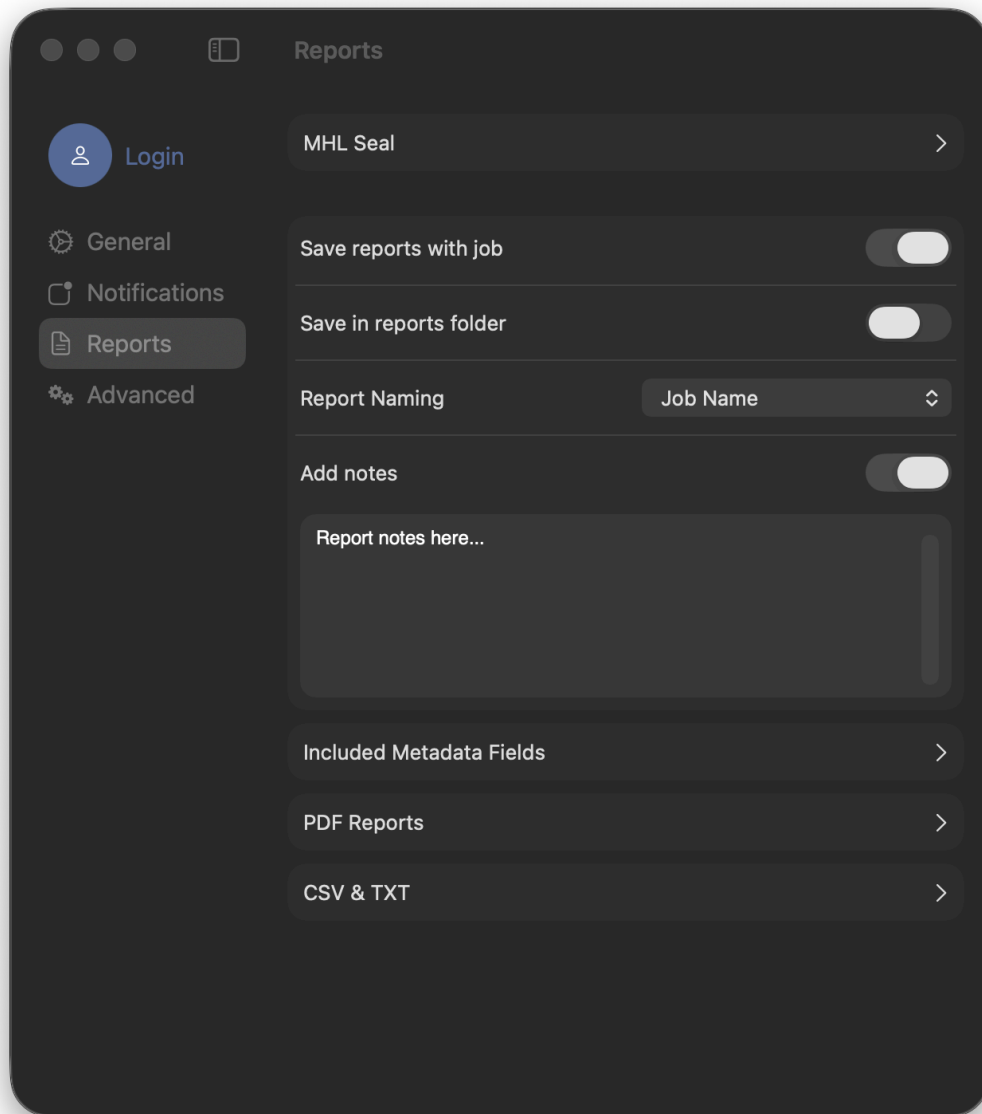 Reports
Login
General
Notifications
Reports
Advanced
MHL Seal
Save reports with job
Save in reports folder
Report Naming
Job Name
Add notes
Report notes here...
Included Metadata Fields
PDF Reports
CSV & TXT